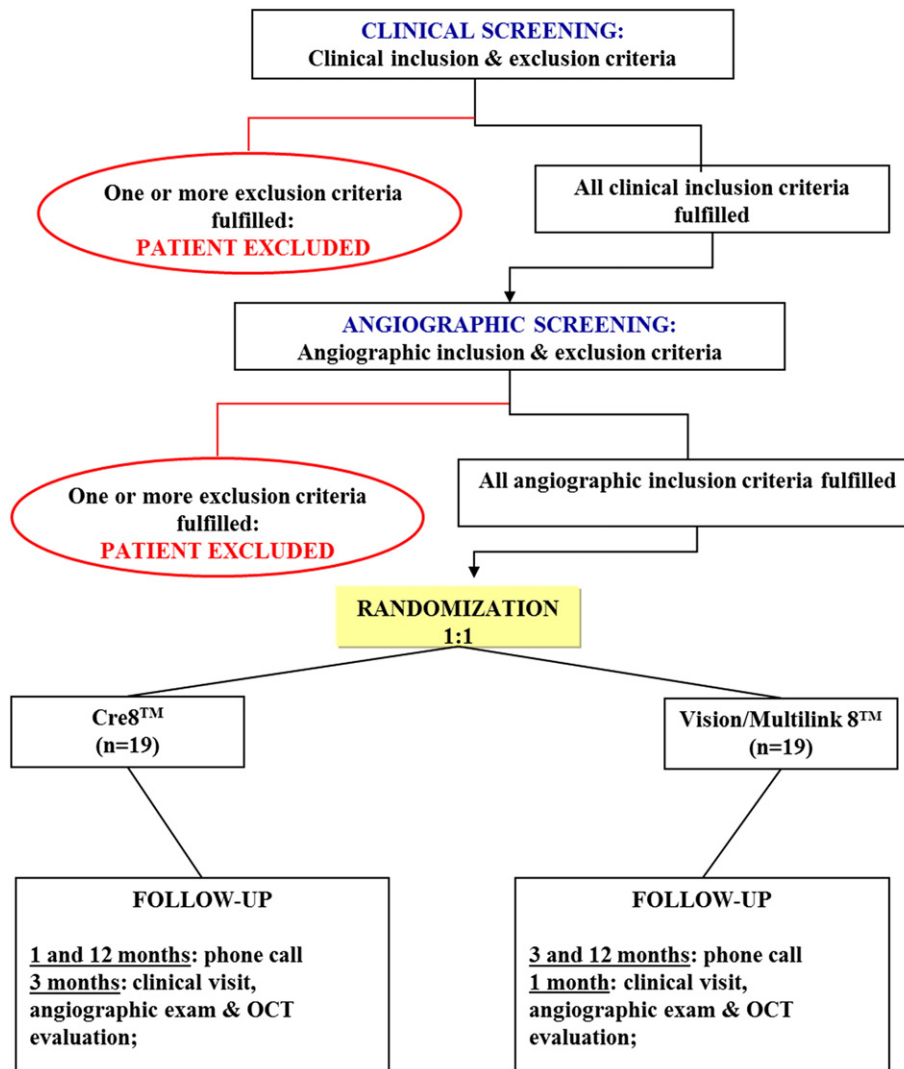 CLINICAL SCREENING:
Clinical inclusion & exclusion criteria
One or more exclusion criteria
fulfilled:
PATIENT EXCLUDED
All clinical inclusion criteria
fulfilled
ANGIOGRAPHIC SCREENING:
Angiographic inclusion & exclusion criteria
One or more exclusion criteria
fulfilled:
PATIENT EXCLUDED
All angiographic inclusion criteria fulfilled
RANDOMIZATION
1:1
Cre8™
(n=19)
Vision/Multilink 8™
(n=19)
FOLLOW-UP
1 and 12 months: phone call
3 months: clinical visit,
angiographic exam & OCT
evaluation;
FOLLOW-UP
3 and 12 months: phone call
1 month: clinical visit,
angiographic exam & OCT
evaluation;